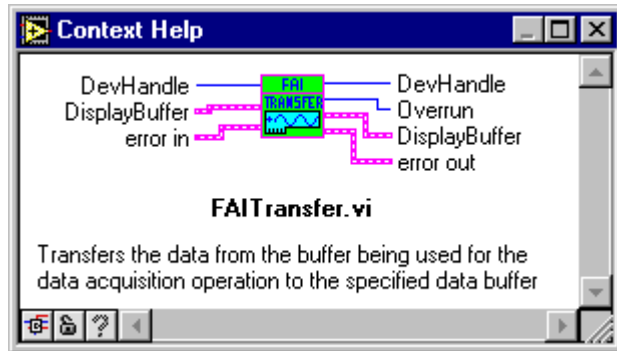 Context Help
DevHandle
DisplayBuffer
error in
FAI
TRANSFER
DevHandle
Overrun
DisplayBuffer
error out
FAITransfer.vi
Transfers the data from the buffer being used for the
data acquisition operation to the specified data buffer
?